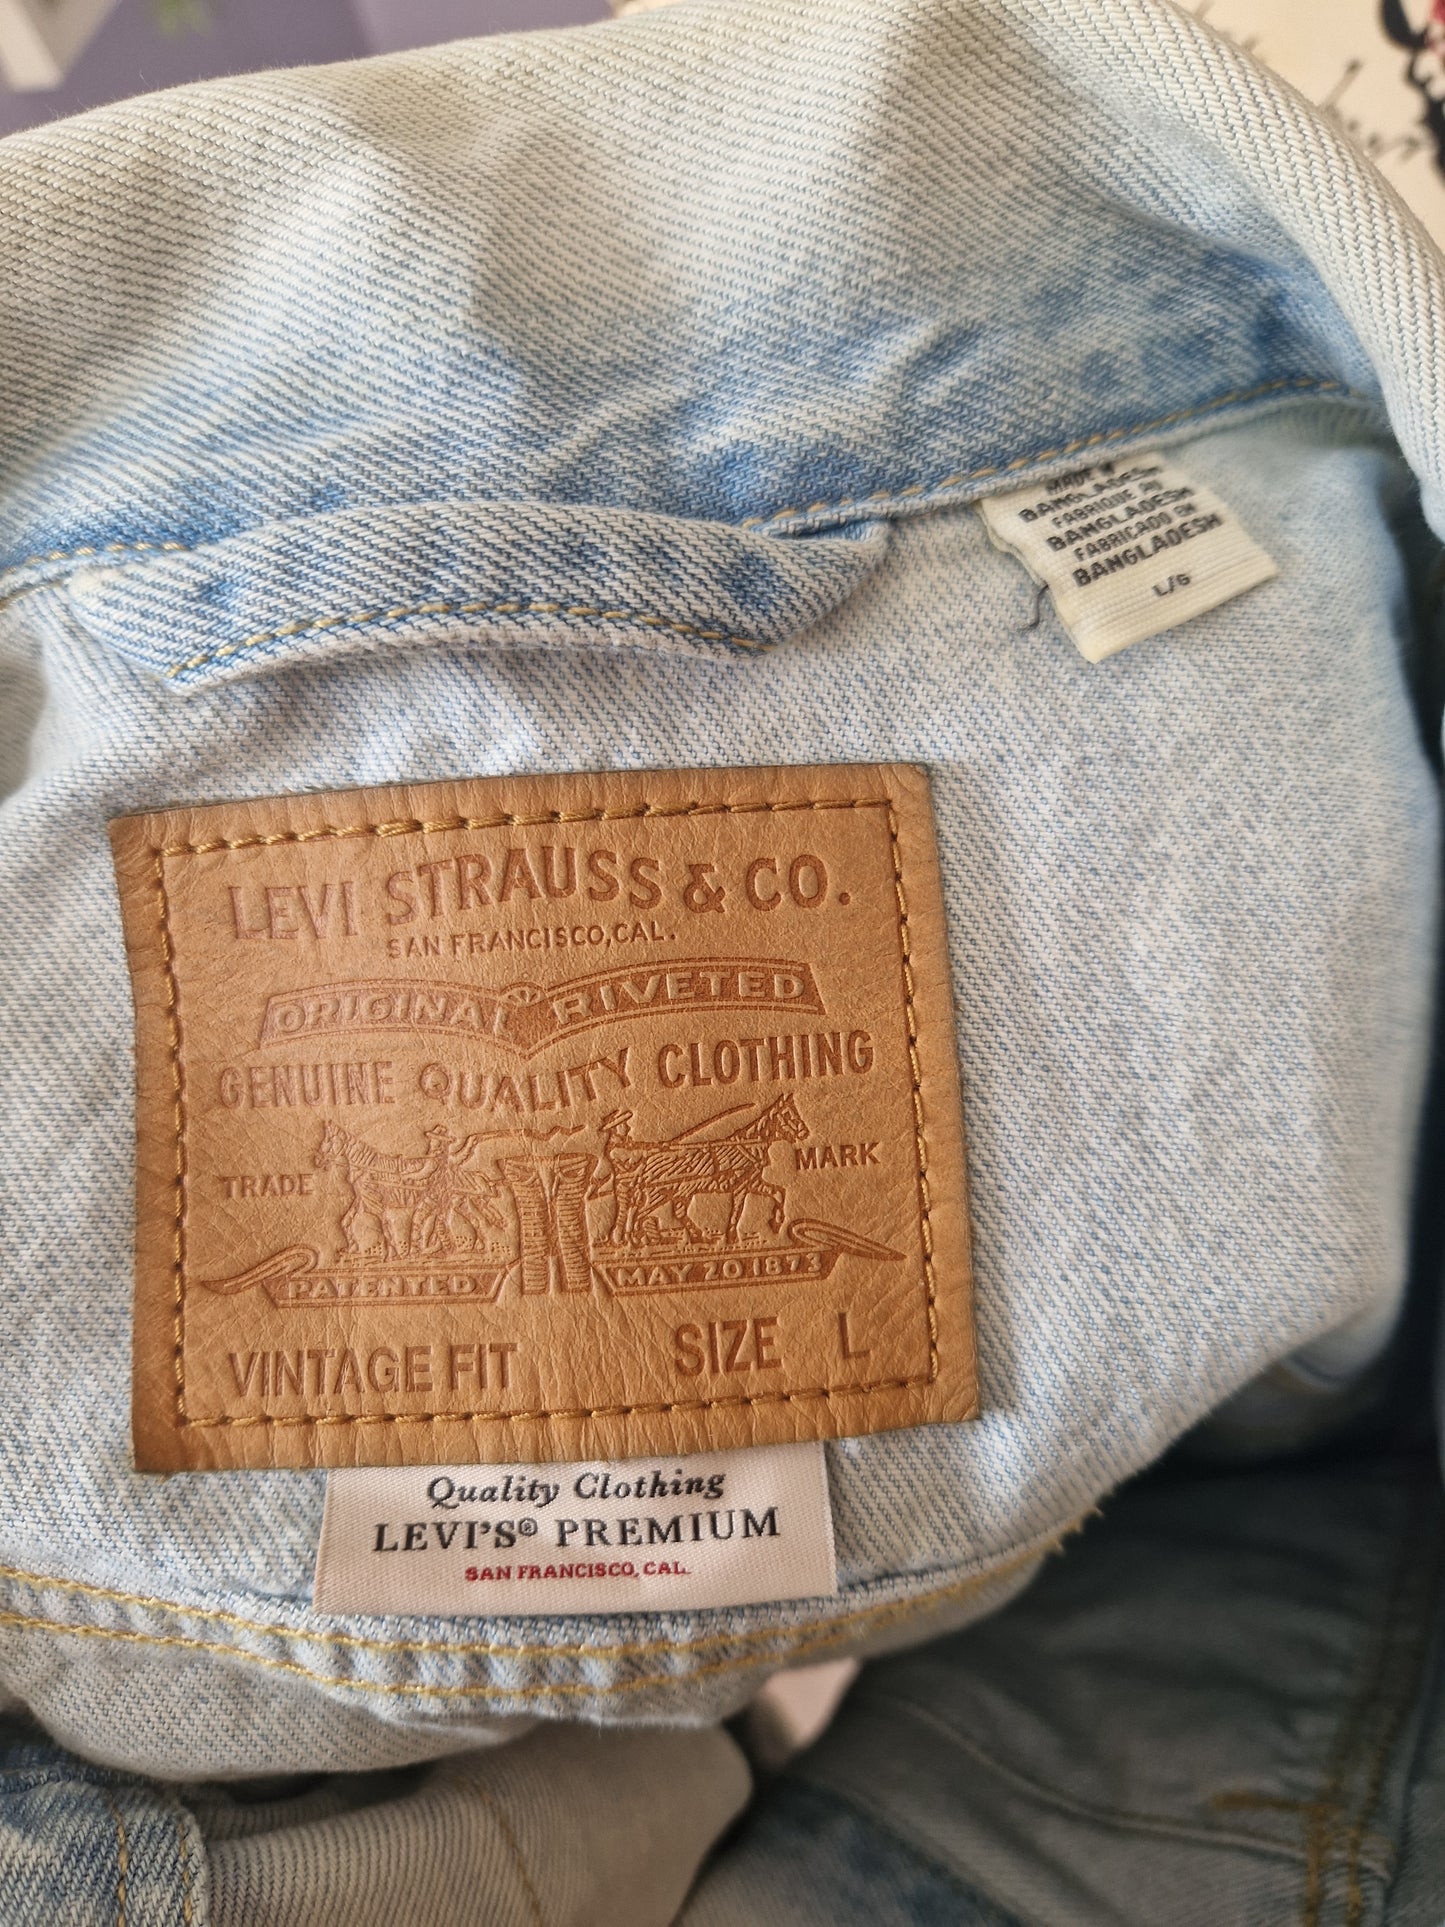 MADE IN
BANGLADESH
FABRIQUÉ AU
BANGLADESH
FABRICADO EN
BANGLADESH
L/G
LEVI STRAUSS & CO.
SAN FRANCISCO, CAL.
ORIGINAL RIVETED
GENUINE QUALITY CLOTHING
TRADE MARK
PATENTED MAY 20 1873
VINTAGE FIT SIZE L
Quality Clothing
LEVI'S® PREMIUM
SAN FRANCISCO, CAL.